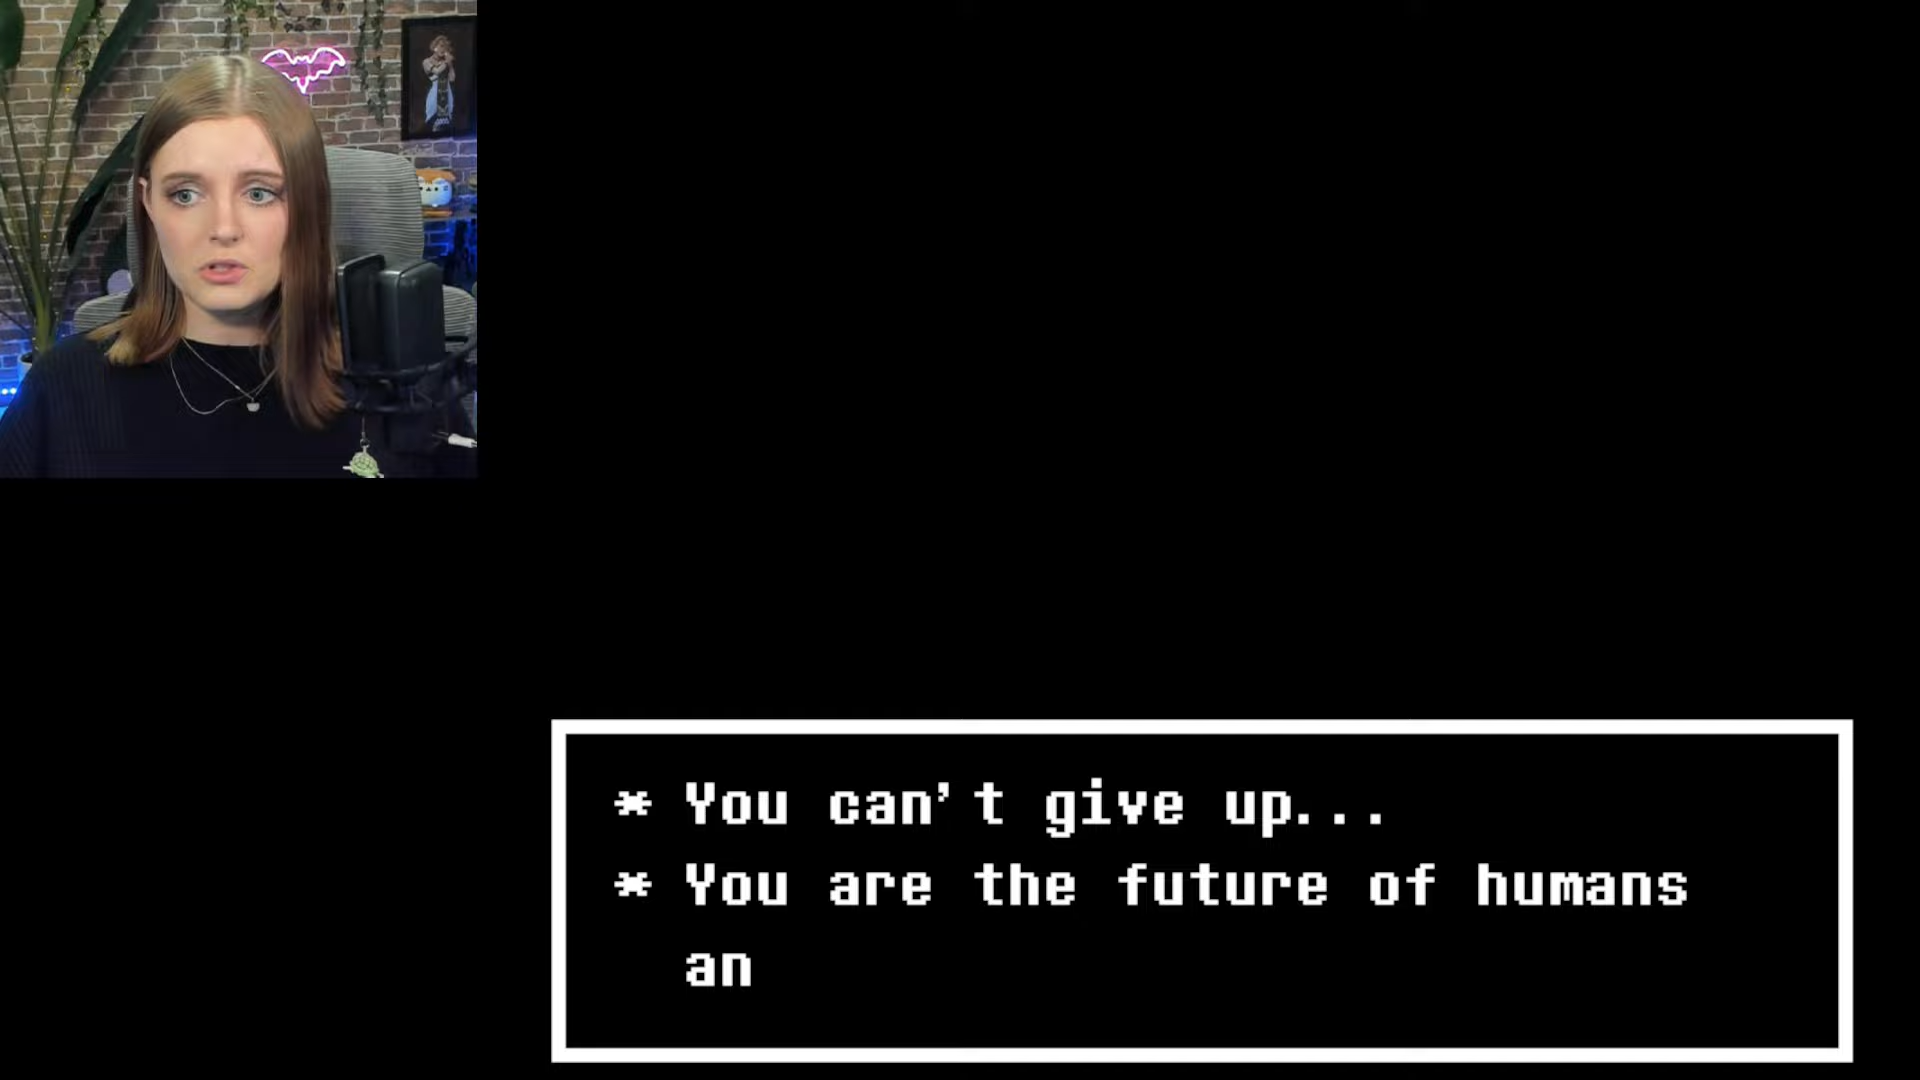 * You can't give up...
* You are the future of humans
an